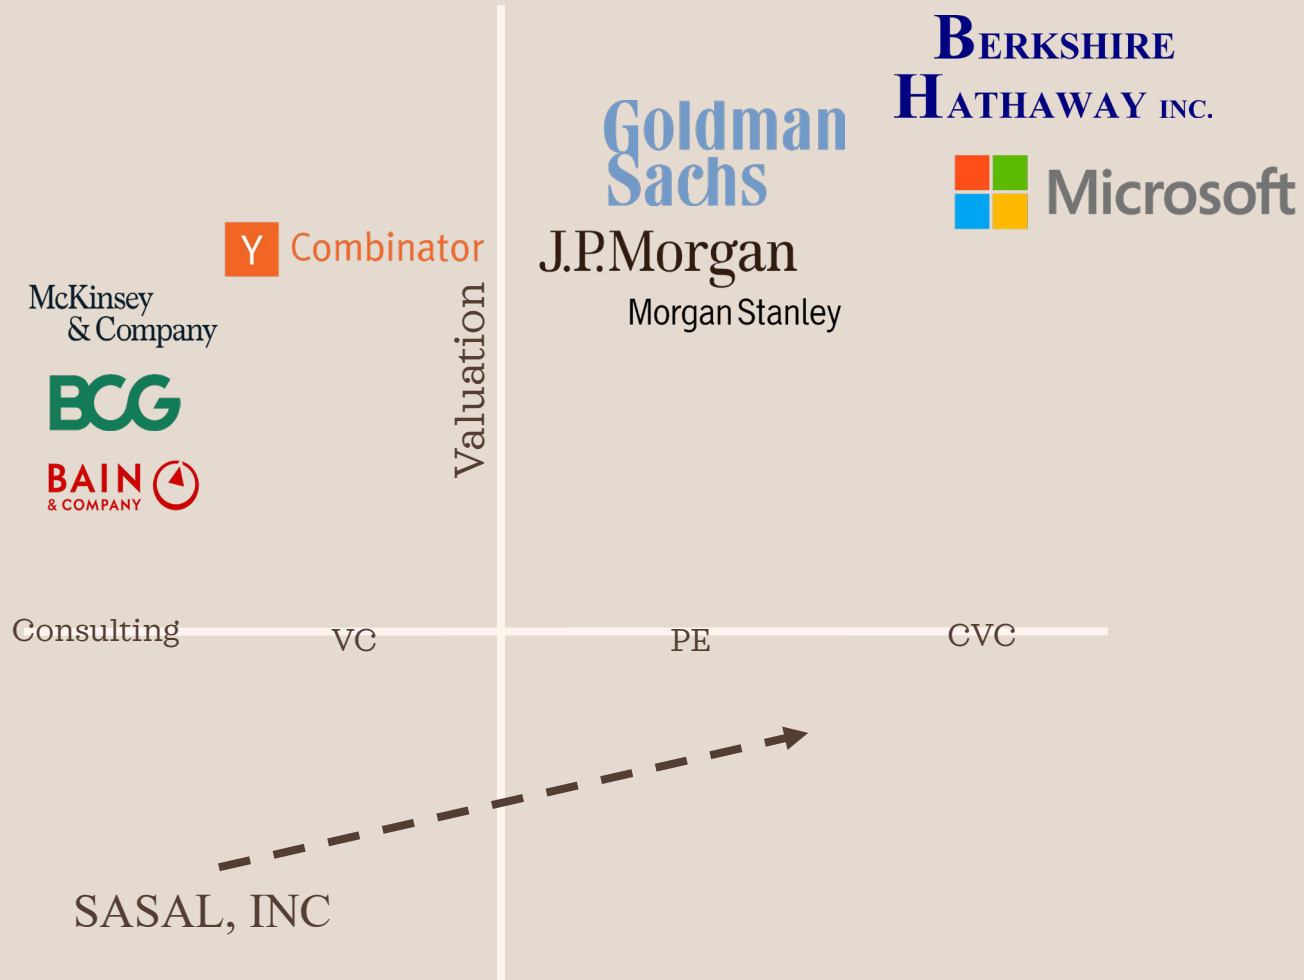 BERKSHIRE
HATHAWAY INC.
Goldman
Sachs
Microsoft
Y Combinator
J.P.Morgan
McKinsey
& Company
Morgan Stanley
Valuation
BCG
BAIN
& COMPANY
Consulting
VC
PE
CVC
SASAL, INC